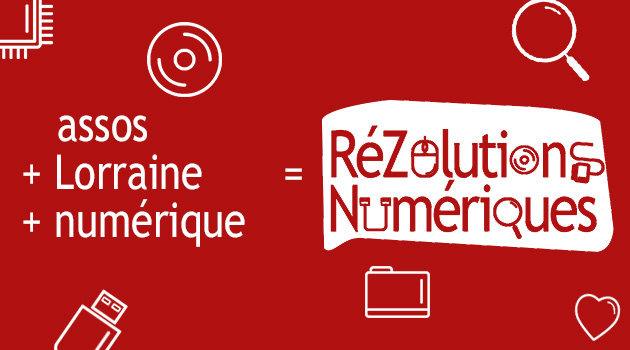 assos
+ Lorraine
+ numérique
=
RéZolutions
Numériques